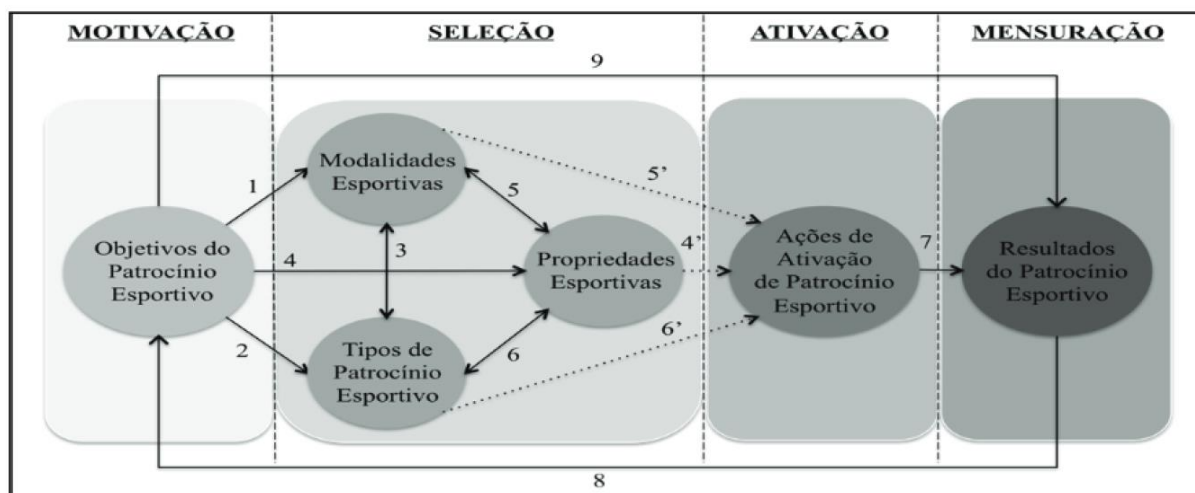 MOTIVAÇÃO
SELEÇÃO
ATIVAÇÃO
MENSURAÇÃO
9
Modalidades
Esportivas
1
5
5’
Objetivos do
Patrocínio
Esportivo
4
3
Propriedades
Esportivas
4’
Ações de
Ativação
de Patrocínio
Esportivo
7
Resultados
do Patrocínio
Esportivo
2
Tipos de
Patrocínio
Esportivo
6
6’
8